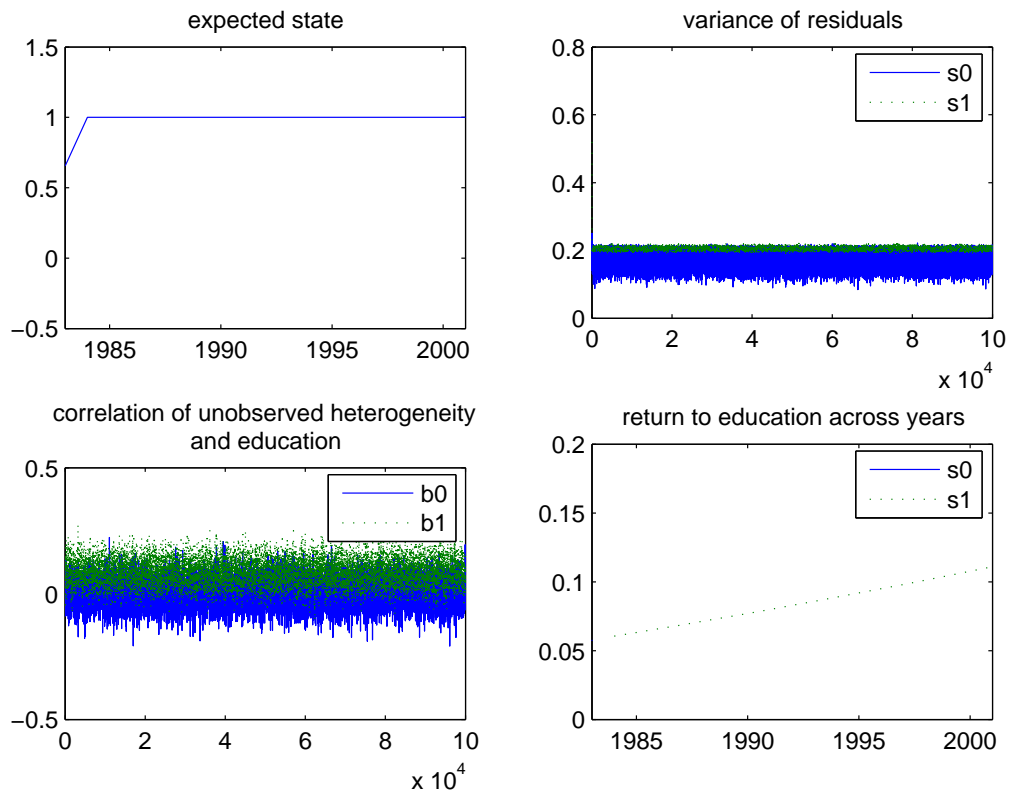 expected state
1.5
1
0.5
0
−0.5
1985 1990 1995 2000
variance of residuals
0.8
0.6
0.4
0.2
0
s0
s1
0 2 4 6 8 10
x 10^4
correlation of unobserved heterogeneity
and education
0.5
0
−0.5
b0
b1
0 2 4 6 8 10
x 10^4
return to education across years
0.2
0.15
0.1
0.05
0
s0
s1
1985 1990 1995 2000